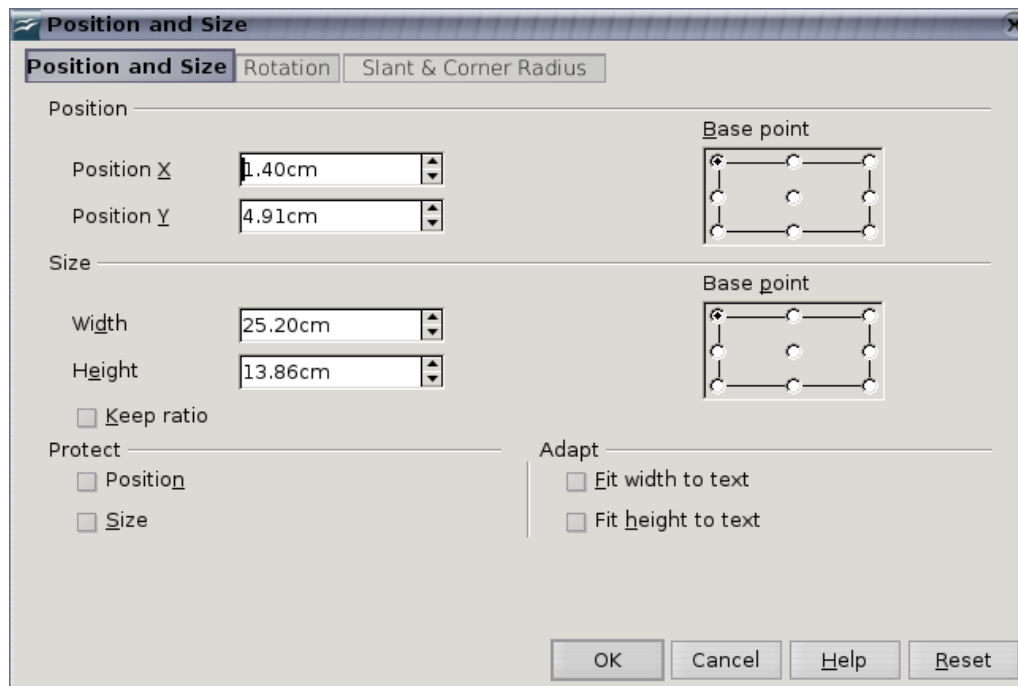 Position and Size
Position and Size Rotation Slant & Corner Radius
Position
Base point
Position X 1.40cm
Position Y 4.91cm
Size
Base point
Width 25.20cm
Height 13.86cm
Keep ratio
Protect Adapt
Position Fit width to text
Size Fit height to text
OK Cancel Help Reset